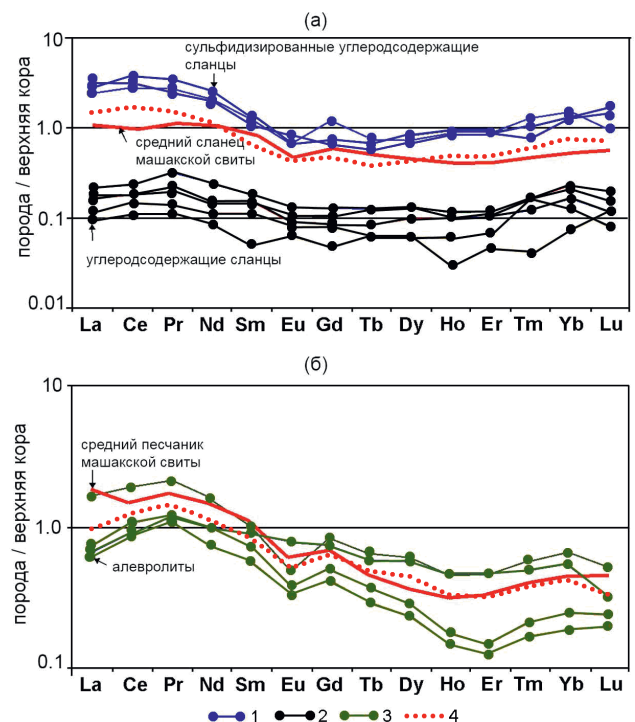 (а)
порода / верхняя кора
10
1.0
0.1
0.01
сульфидизированные углеродсодержащие
сланцы
средний сланец
машакской свиты
углеродсодержащие сланцы
La Ce Pr Nd Sm Eu Gd Tb Dy Ho Er Tm Yb Lu
(б)
порода / верхняя кора
10
1.0
0.1
средний песчаник
машакской свиты
алевролиты
La Ce Pr Nd Sm Eu Gd Tb Dy Ho Er Tm Yb Lu
1 2 3 4